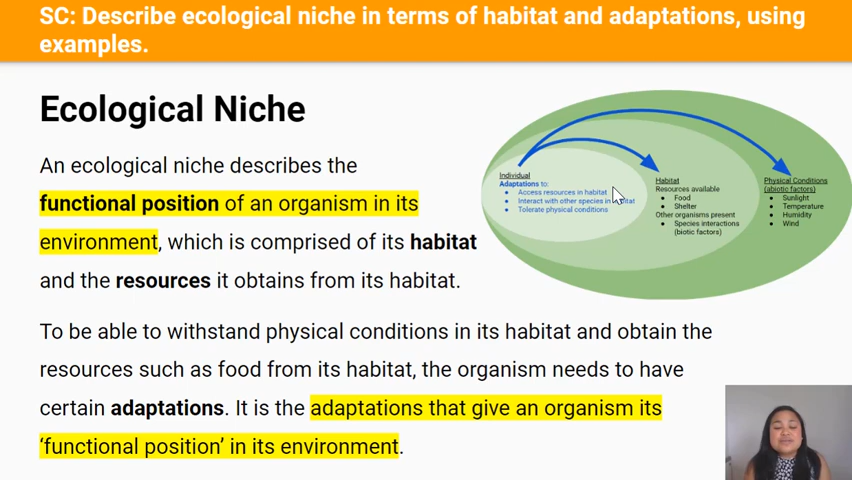 SC: Describe ecological niche in terms of habitat and adaptations, using
examples.
Ecological Niche
An ecological niche describes the
functional position of an organism in its
environment, which is comprised of its habitat
and the resources it obtains from its habitat.
To be able to withstand physical conditions in its habitat and obtain the
resources such as food from its habitat, the organism needs to have
certain adaptations. It is the adaptations that give an organism its
‘functional position’ in its environment.
Individual
Adaptations to:
Access resources in habitat
Interact with other species in habitat
Tolerate physical conditions
Habitat
Resources available
Food
Shelter
Other organisms present
Species interactions
(biotic factors)
Physical Conditions
(abiotic factors)
Sunlight
Temperature
Humidity
Wind